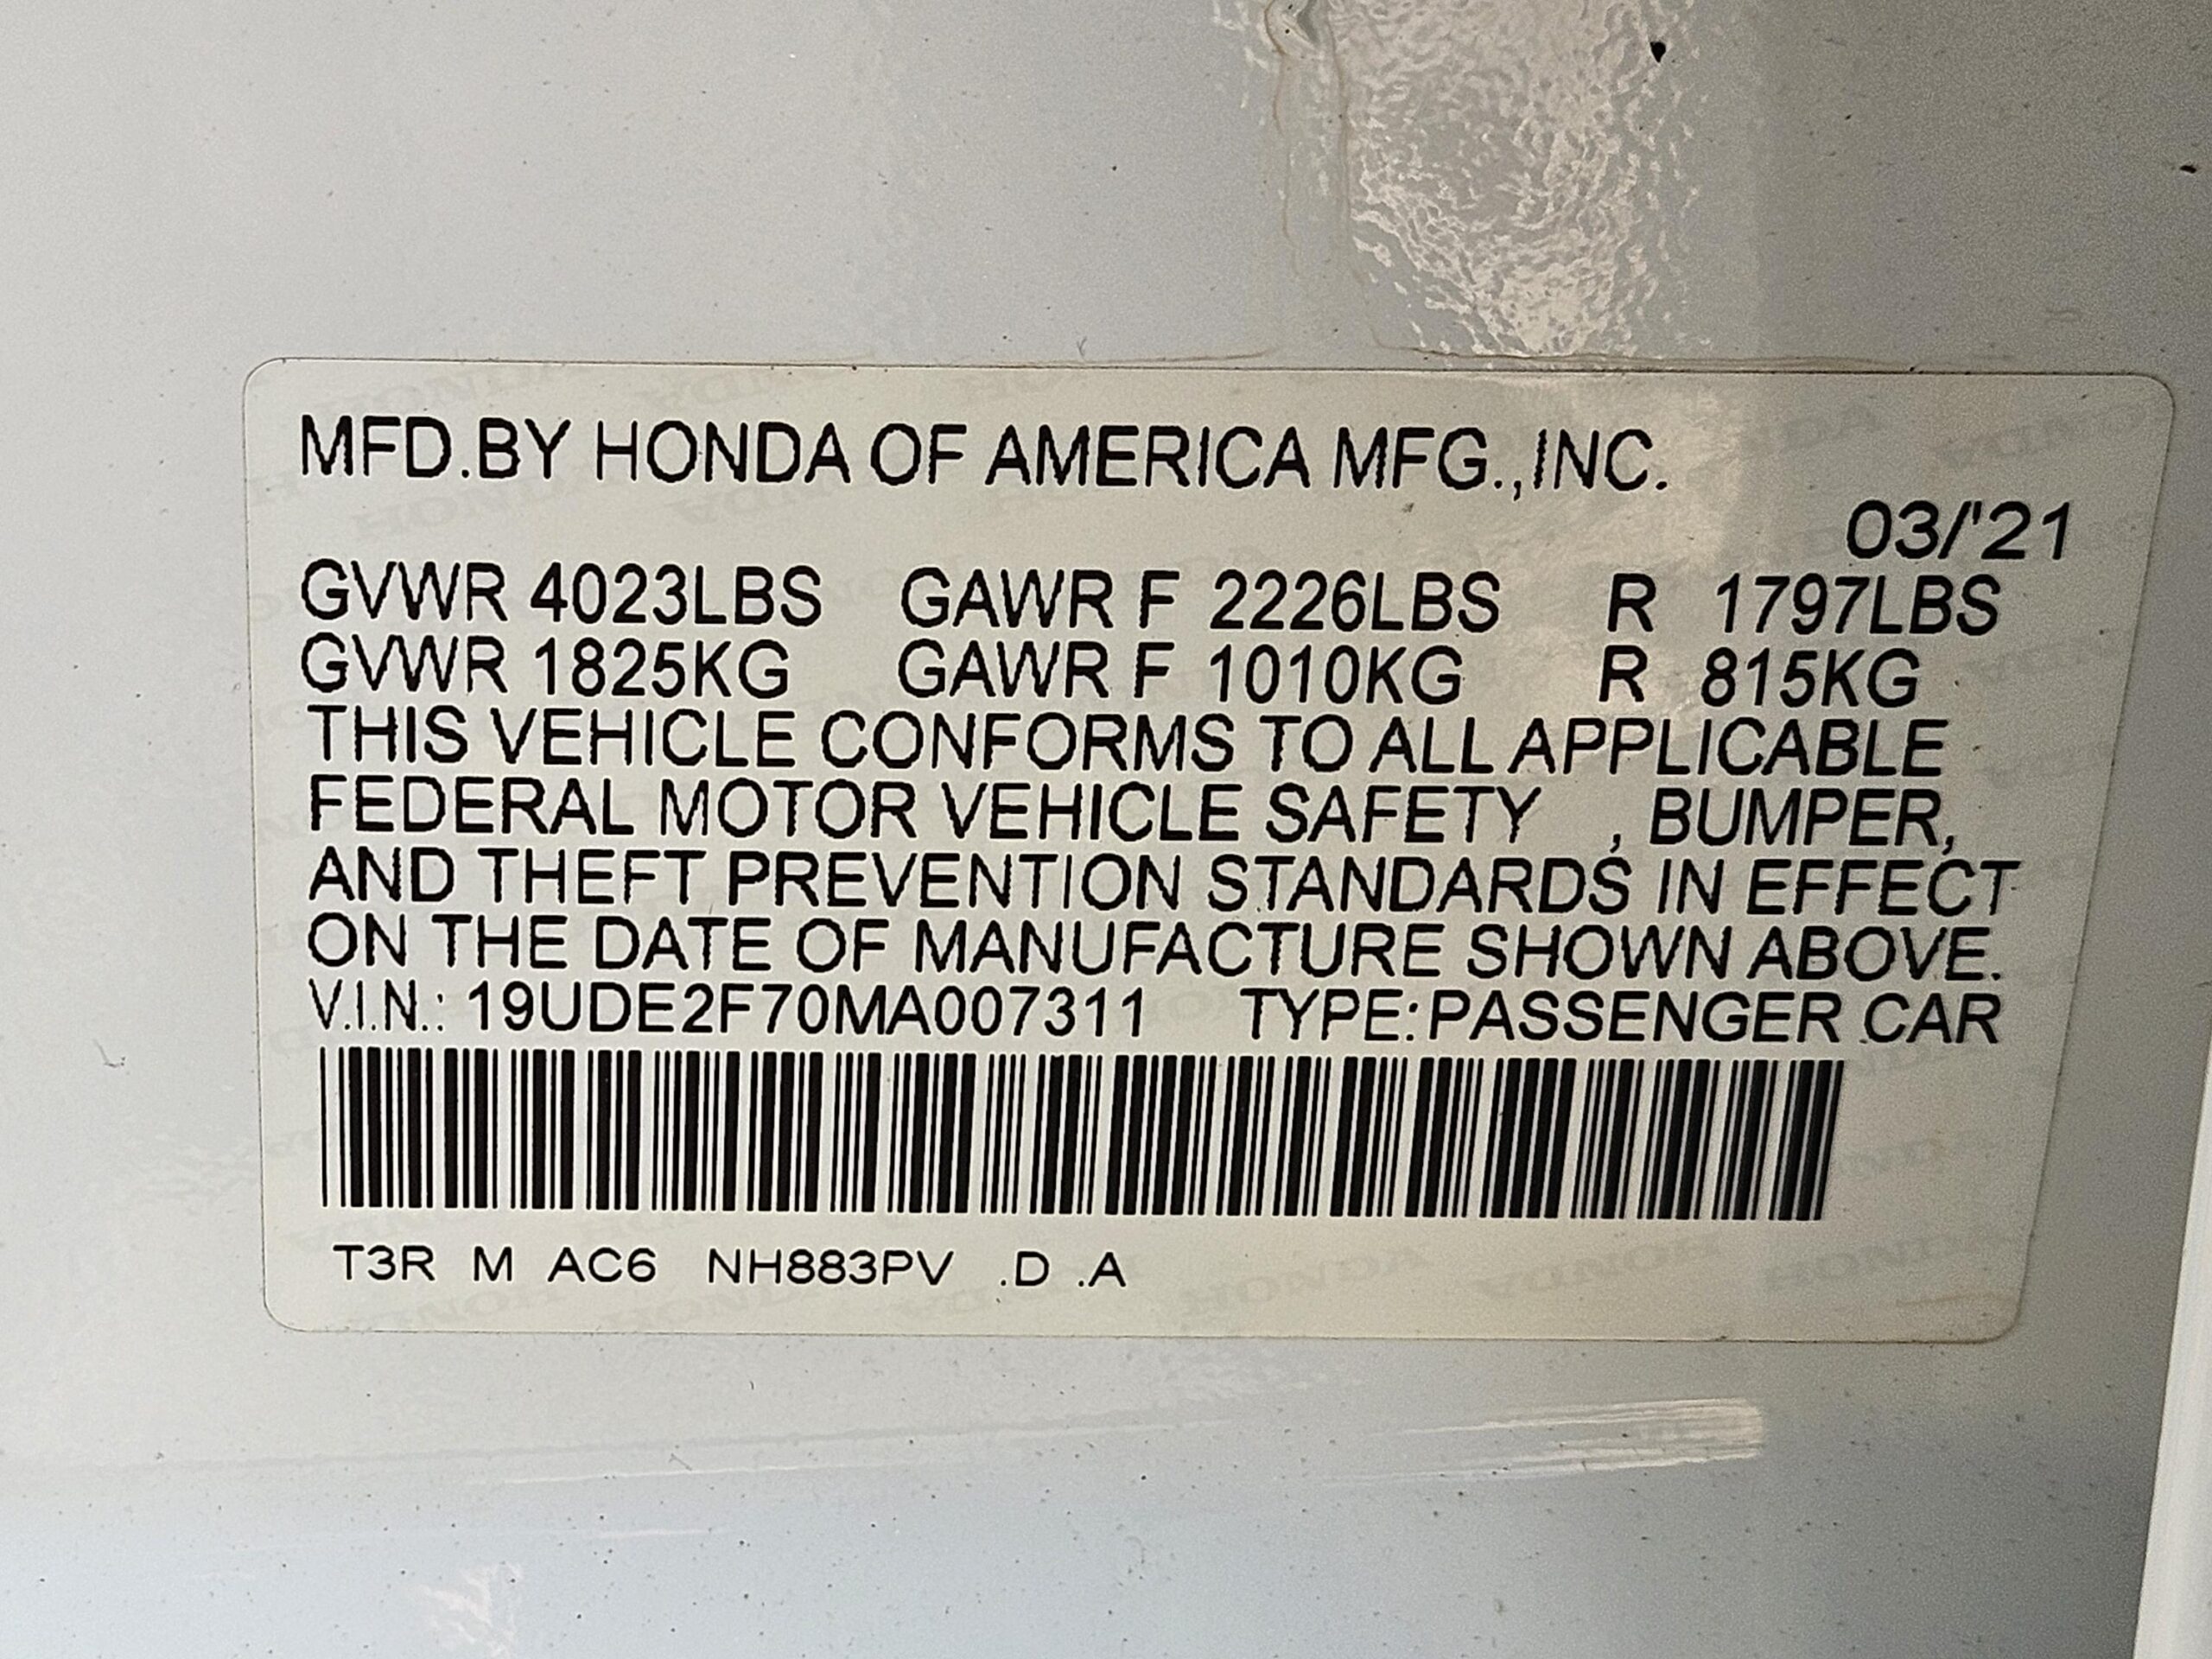 MFD.BY HONDA OF AMERICA MFG.,INC.
03/'21
GVWR 4023LBS GAWR F 2226LBS R 1797LBS
GVWR 1825KG GAWR F 1010KG R 815KG
THIS VEHICLE CONFORMS TO ALL APPLICABLE
FEDERAL MOTOR VEHICLE SAFETY , BUMPER,
AND THEFT PREVENTION STANDARDS IN EFFECT
ON THE DATE OF MANUFACTURE SHOWN ABOVE.
V.I.N.: 19UDE2F70MA007311 TYPE:PASSENGER CAR
T3R M AC6 NH883PV .D .A